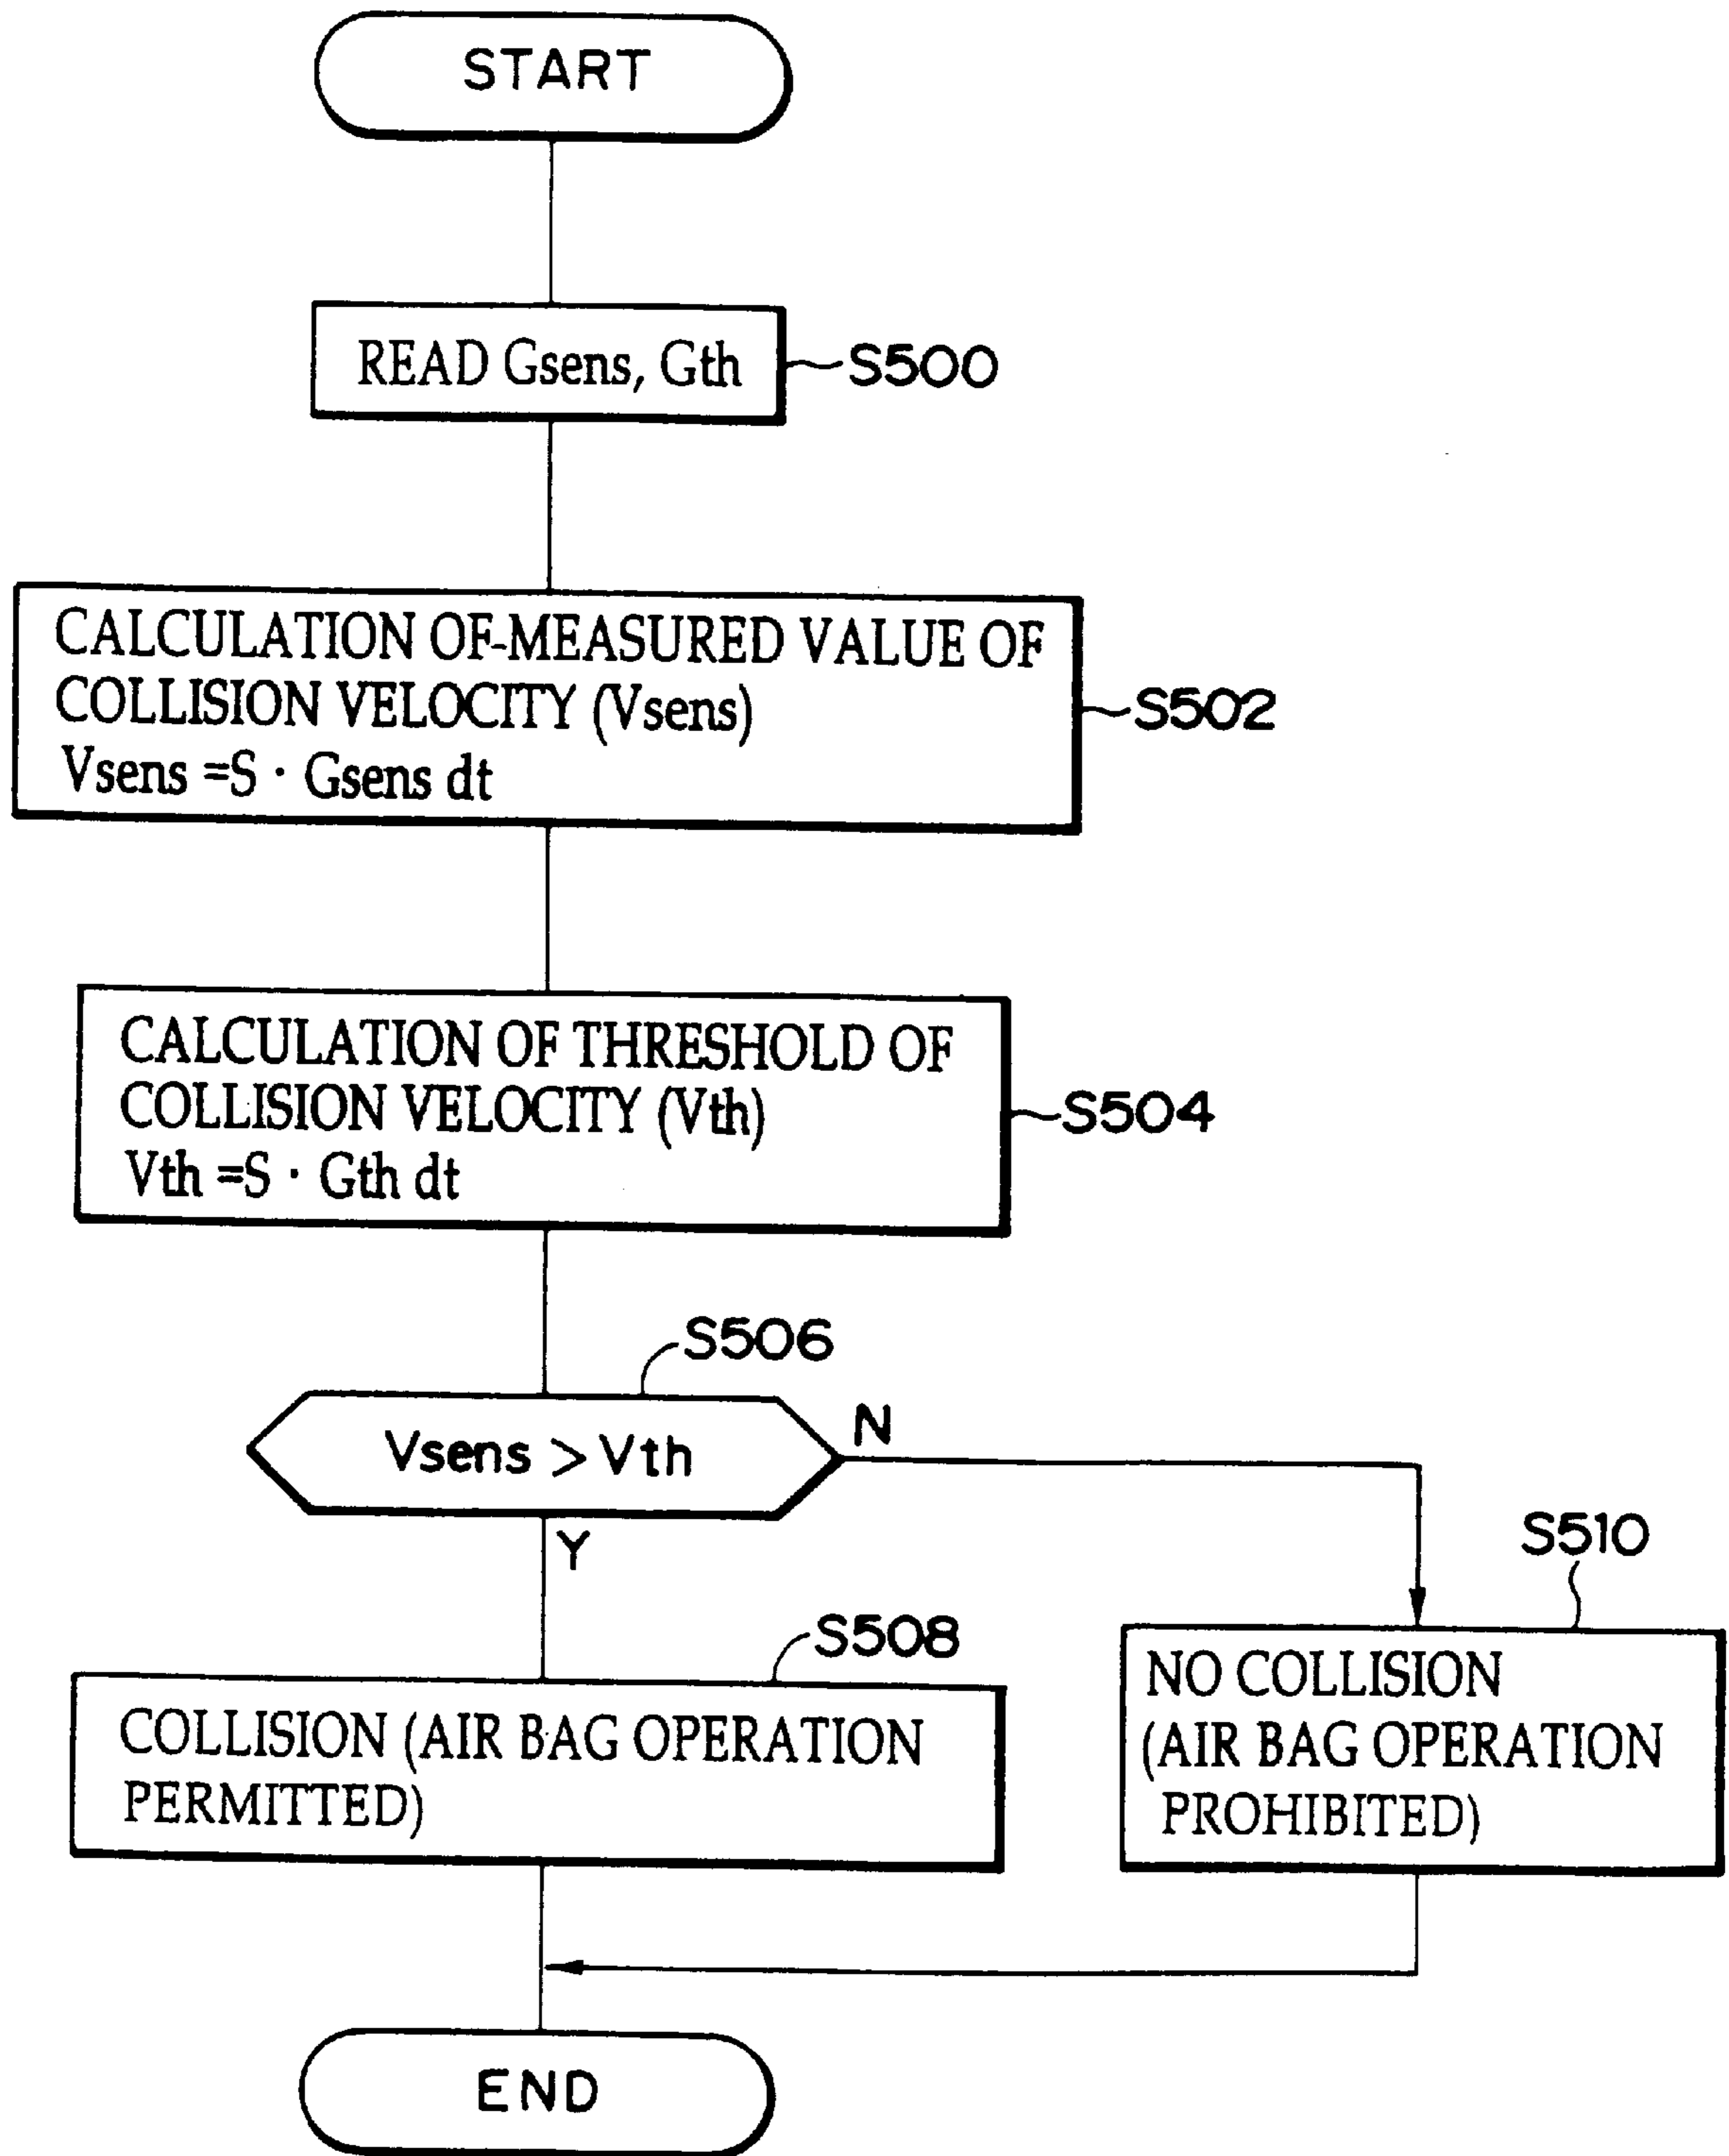 START
READ Gsens, Gth
S500
CALCULATION OF-MEASURED VALUE OF
COLLISION VELOCITY (Vsens)
Vsens =S · Gsens dt
S502
CALCULATION OF THRESHOLD OF
COLLISION VELOCITY (Vth)
Vth =S · Gth dt
S504
S506
Vsens > Vth
N
Y
S510
S508
NO COLLISION
(AIR BAG OPERATION
PROHIBITED)
COLLISION (AIR BAG OPERATION
PERMITTED)
END